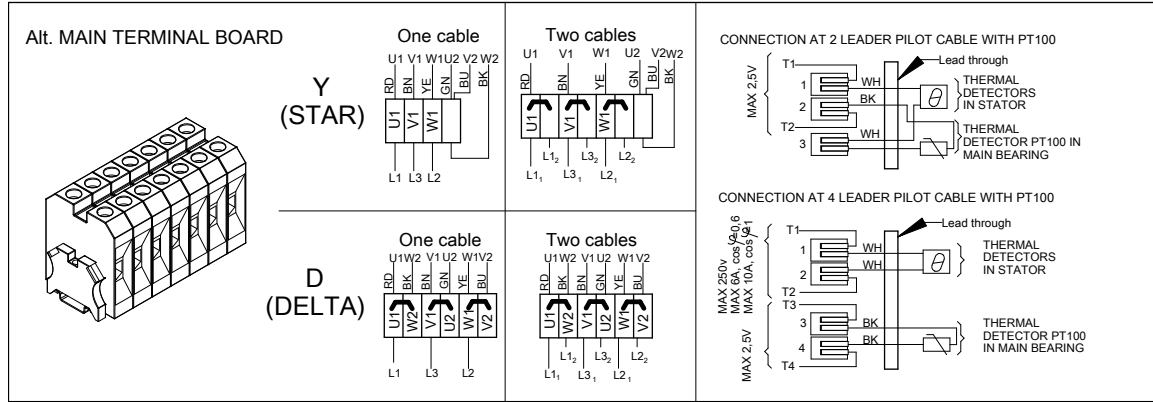 Alt. MAIN TERMINAL BOARD
Y
(STAR)
One cable
U1 V1 W1 U2 V2 W2
RD BN YE GN BU BK
U1 V1 W1
L1 L3 L2
Two cables
U1 V1 W1 U2 V2 W2
RD BN YE GN BU BK
U1 V1 W1
L1₂ L3₂ L2₂
L1₁ L3₁ L2₁
D
(DELTA)
One cable
U1 W2 V1 U2 W1 V2
RD BK BN GN YE BU
U1 W2 V1 U2 W1 V2
L1 L3 L2
Two cables
U1 W2 V1 U2 W1 V2
RD BK BN GN YE BU
U1 W2 V1 U2 W1 V2
L1₂ L3₂ L2₂
L1₁ L3₁ L2₁
CONNECTION AT 2 LEADER PILOT CABLE WITH PT100
Lead through
MAX 2,5V
T1
1
WH
THERMAL
DETECTORS
IN STATOR
θ
2
BK
T2
3
WH
THERMAL
DETECTOR PT100 IN
MAIN BEARING
CONNECTION AT 4 LEADER PILOT CABLE WITH PT100
Lead through
MAX 250v
MAX 6A, cos φ 0,6
MAX 10A, cos φ 1
T1
1
WH
THERMAL
DETECTORS
IN STATOR
θ
2
WH
T2
MAX 2,5V
T3
3
BK
THERMAL
DETECTOR PT100
IN MAIN BEARING
4
BK
T4